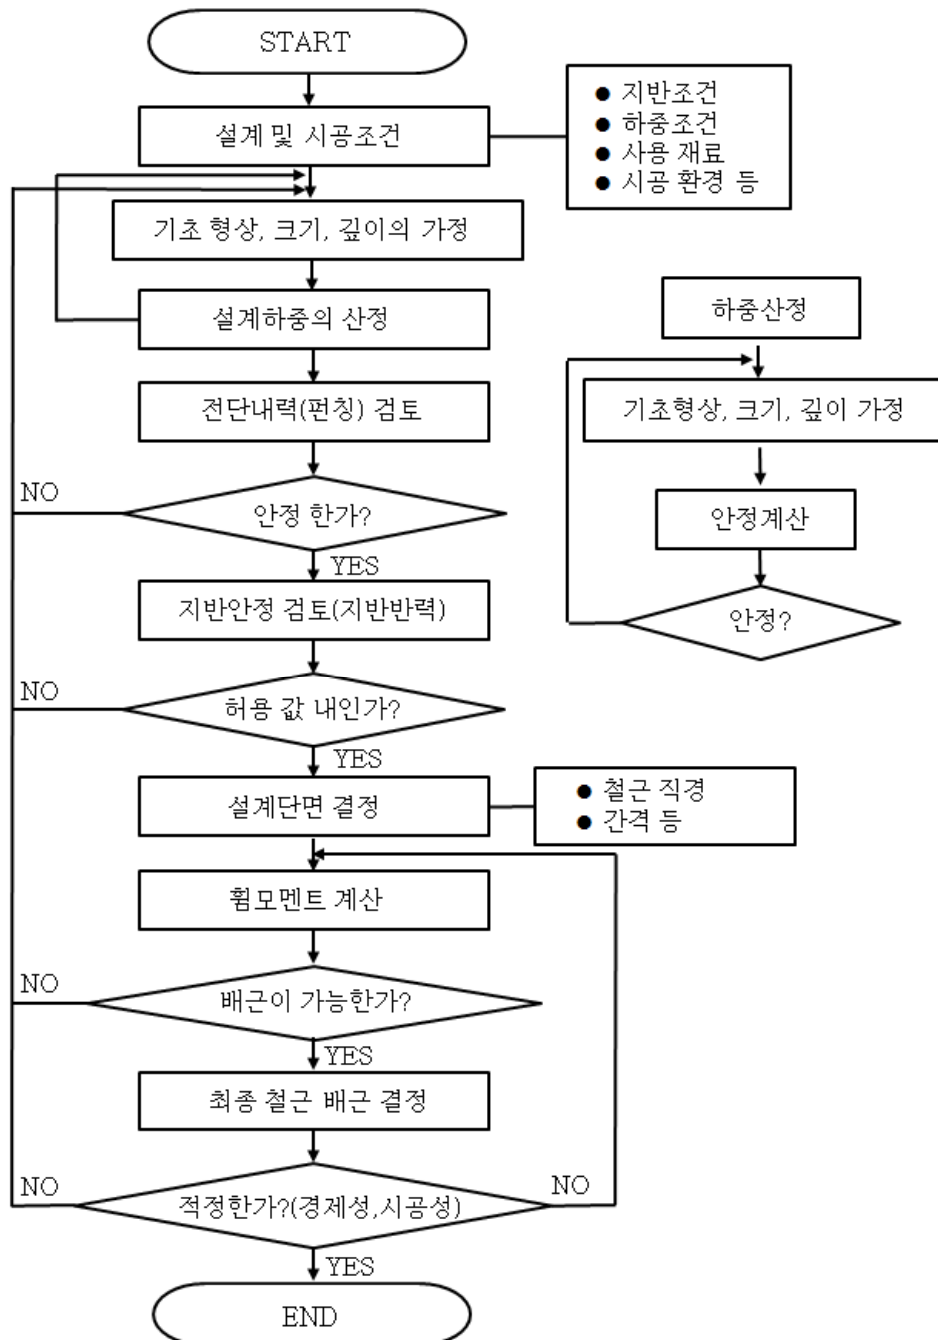 START
설계 및 시공조건
● 지반조건
● 하중조건
● 사용 재료
● 시공 환경 등
기초 형상, 크기, 깊이의 가정
설계하중의 산정
전단내력(펀칭) 검토
NO
안정 한가?
YES
지반안정 검토(지반반력)
NO
허용 값 내인가?
YES
설계단면 결정
● 철근 직경
● 간격 등
휨모멘트 계산
NO
배근이 가능한가?
YES
최종 철근 배근 결정
NO
적정한가?(경제성,시공성)
NO
YES
END
하중산정
기초형상, 크기, 깊이 가정
안정계산
안정?